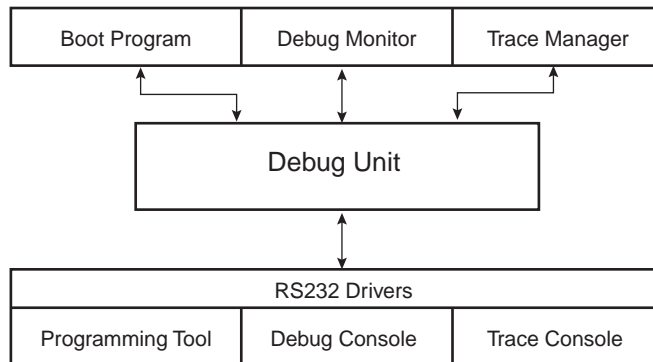 Boot Program
Debug Monitor
Trace Manager
Debug Unit
RS232 Drivers
Programming Tool
Debug Console
Trace Console